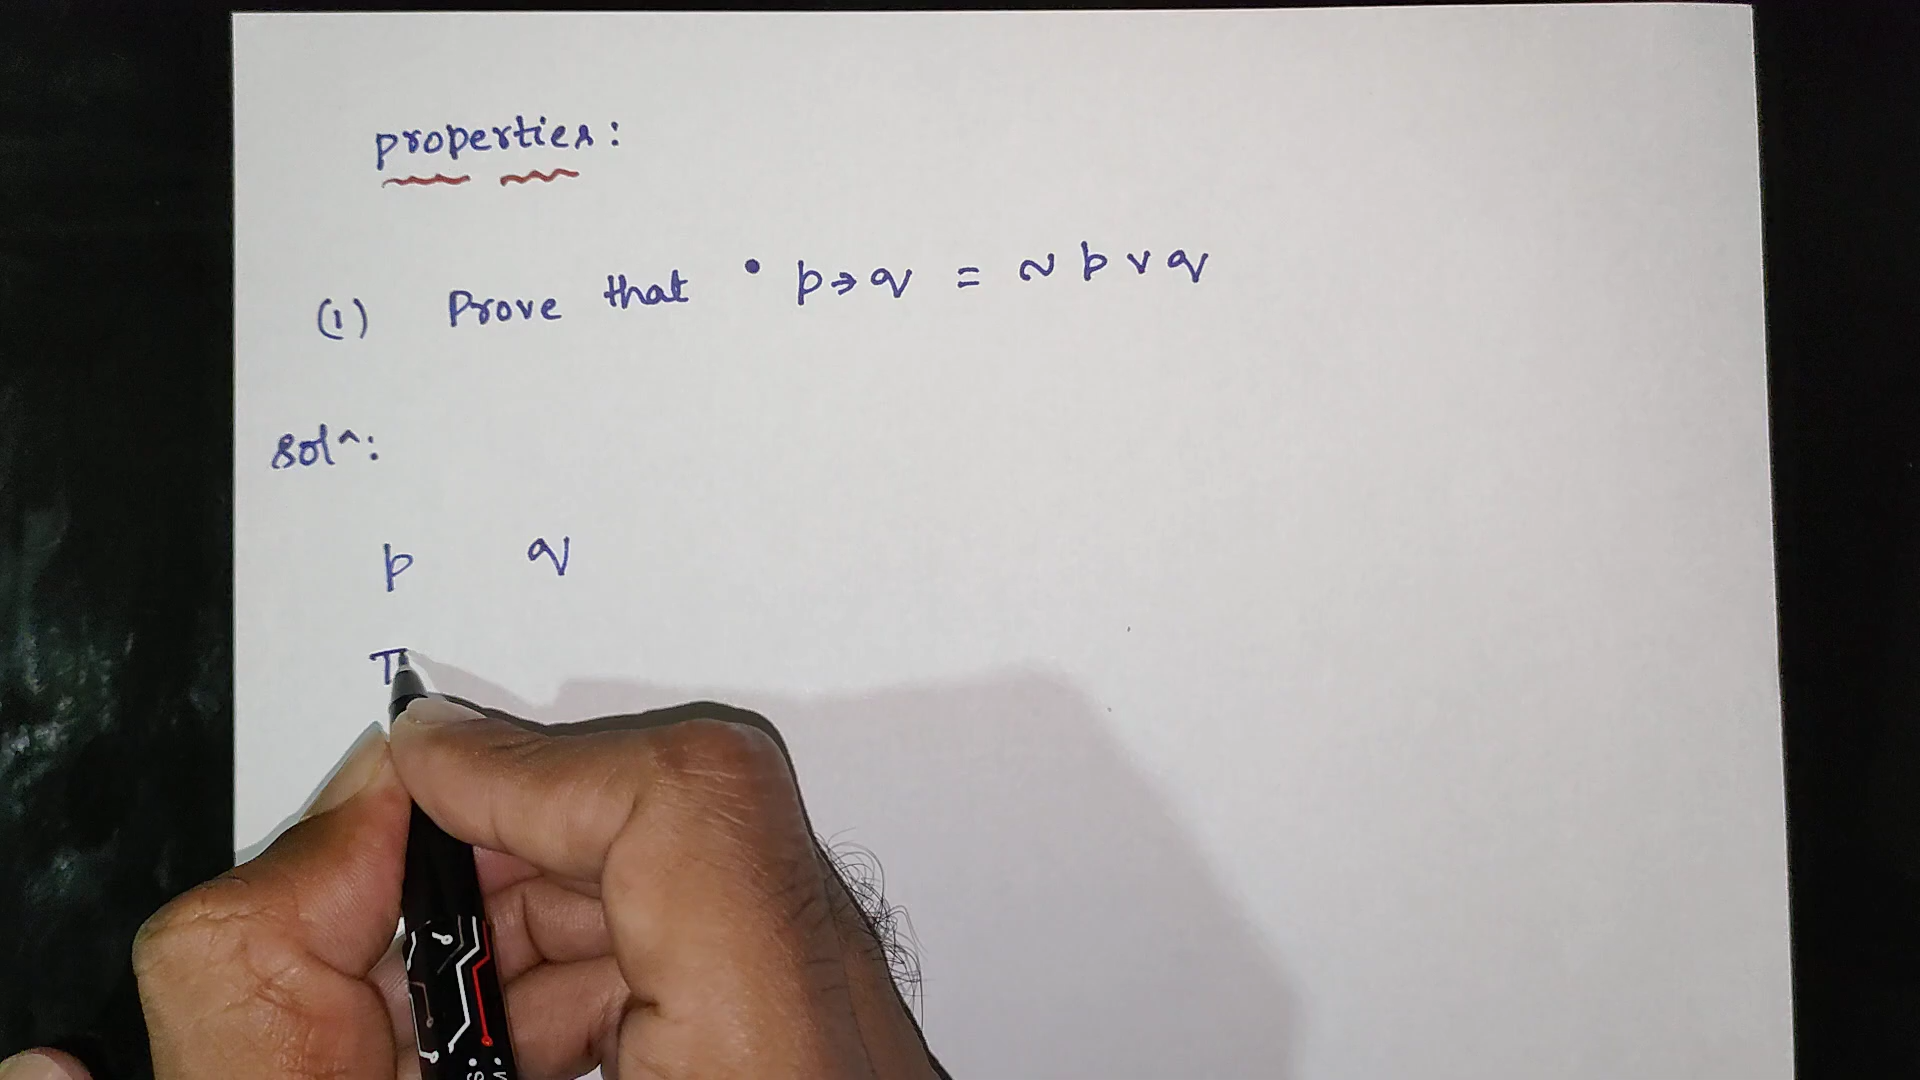 properties:
(1) Prove that • p→q = ~p∨q
Sol^:
p q
T